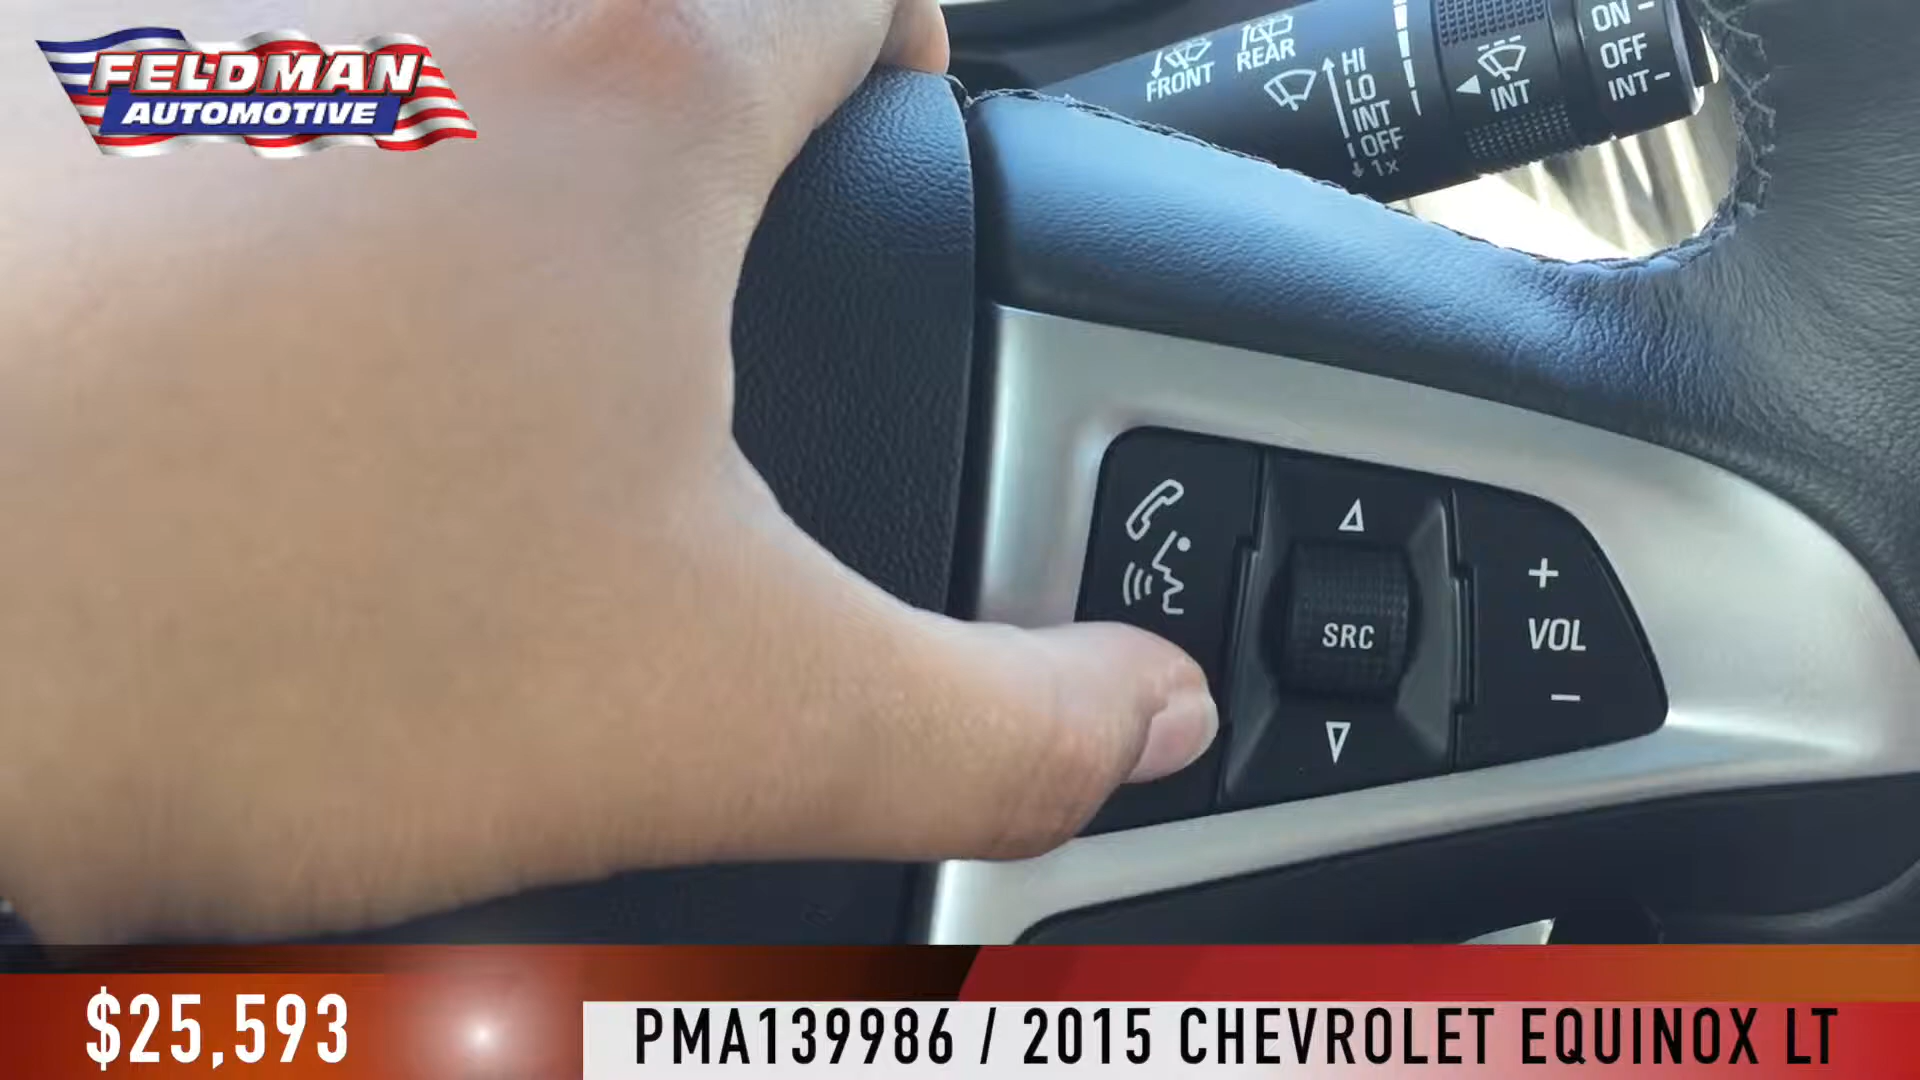 FELDMAN
AUTOMOTIVE
FRONT
REAR
HI
LO
INT
OFF
1x
INT
ON
OFF
INT
SRC
+
VOL
−
$25,593
PMA139986 / 2015 CHEVROLET EQUINOX LT